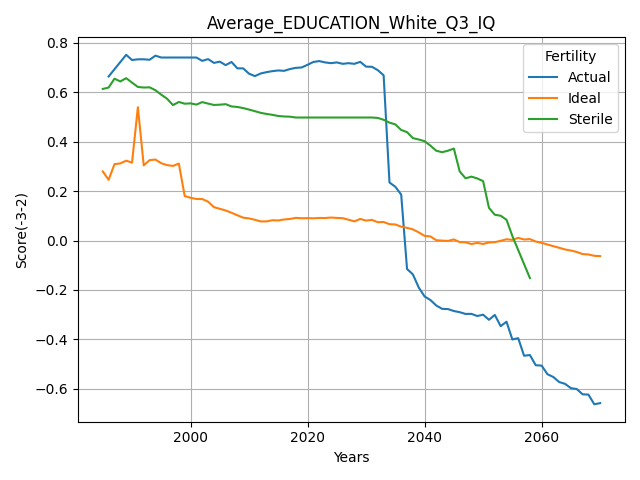 Average_EDUCATION_White_Q3_IQ
Fertility
Actual
Ideal
Sterile
Score(-3-2)
0.8
0.6
0.4
0.2
0.0
−0.2
−0.4
−0.6
2000 2020 2040 2060
Years